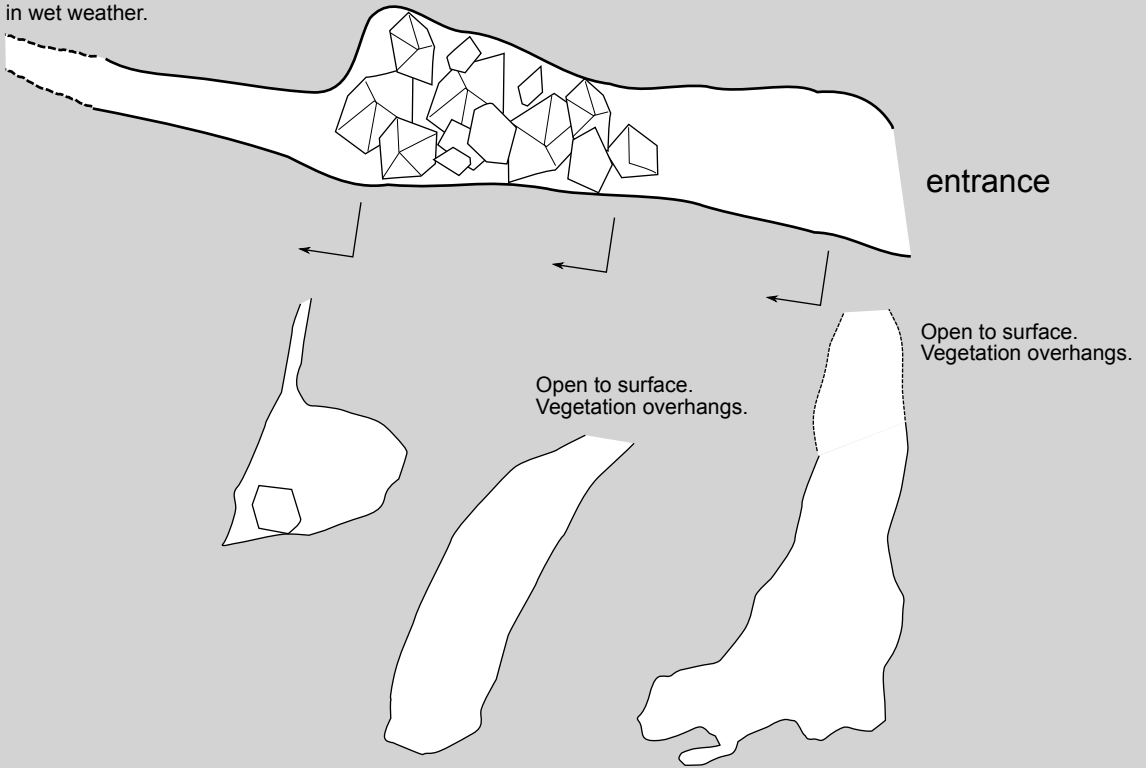 in wet weather.
entrance
Open to surface.
Vegetation overhangs.
Open to surface.
Vegetation overhangs.